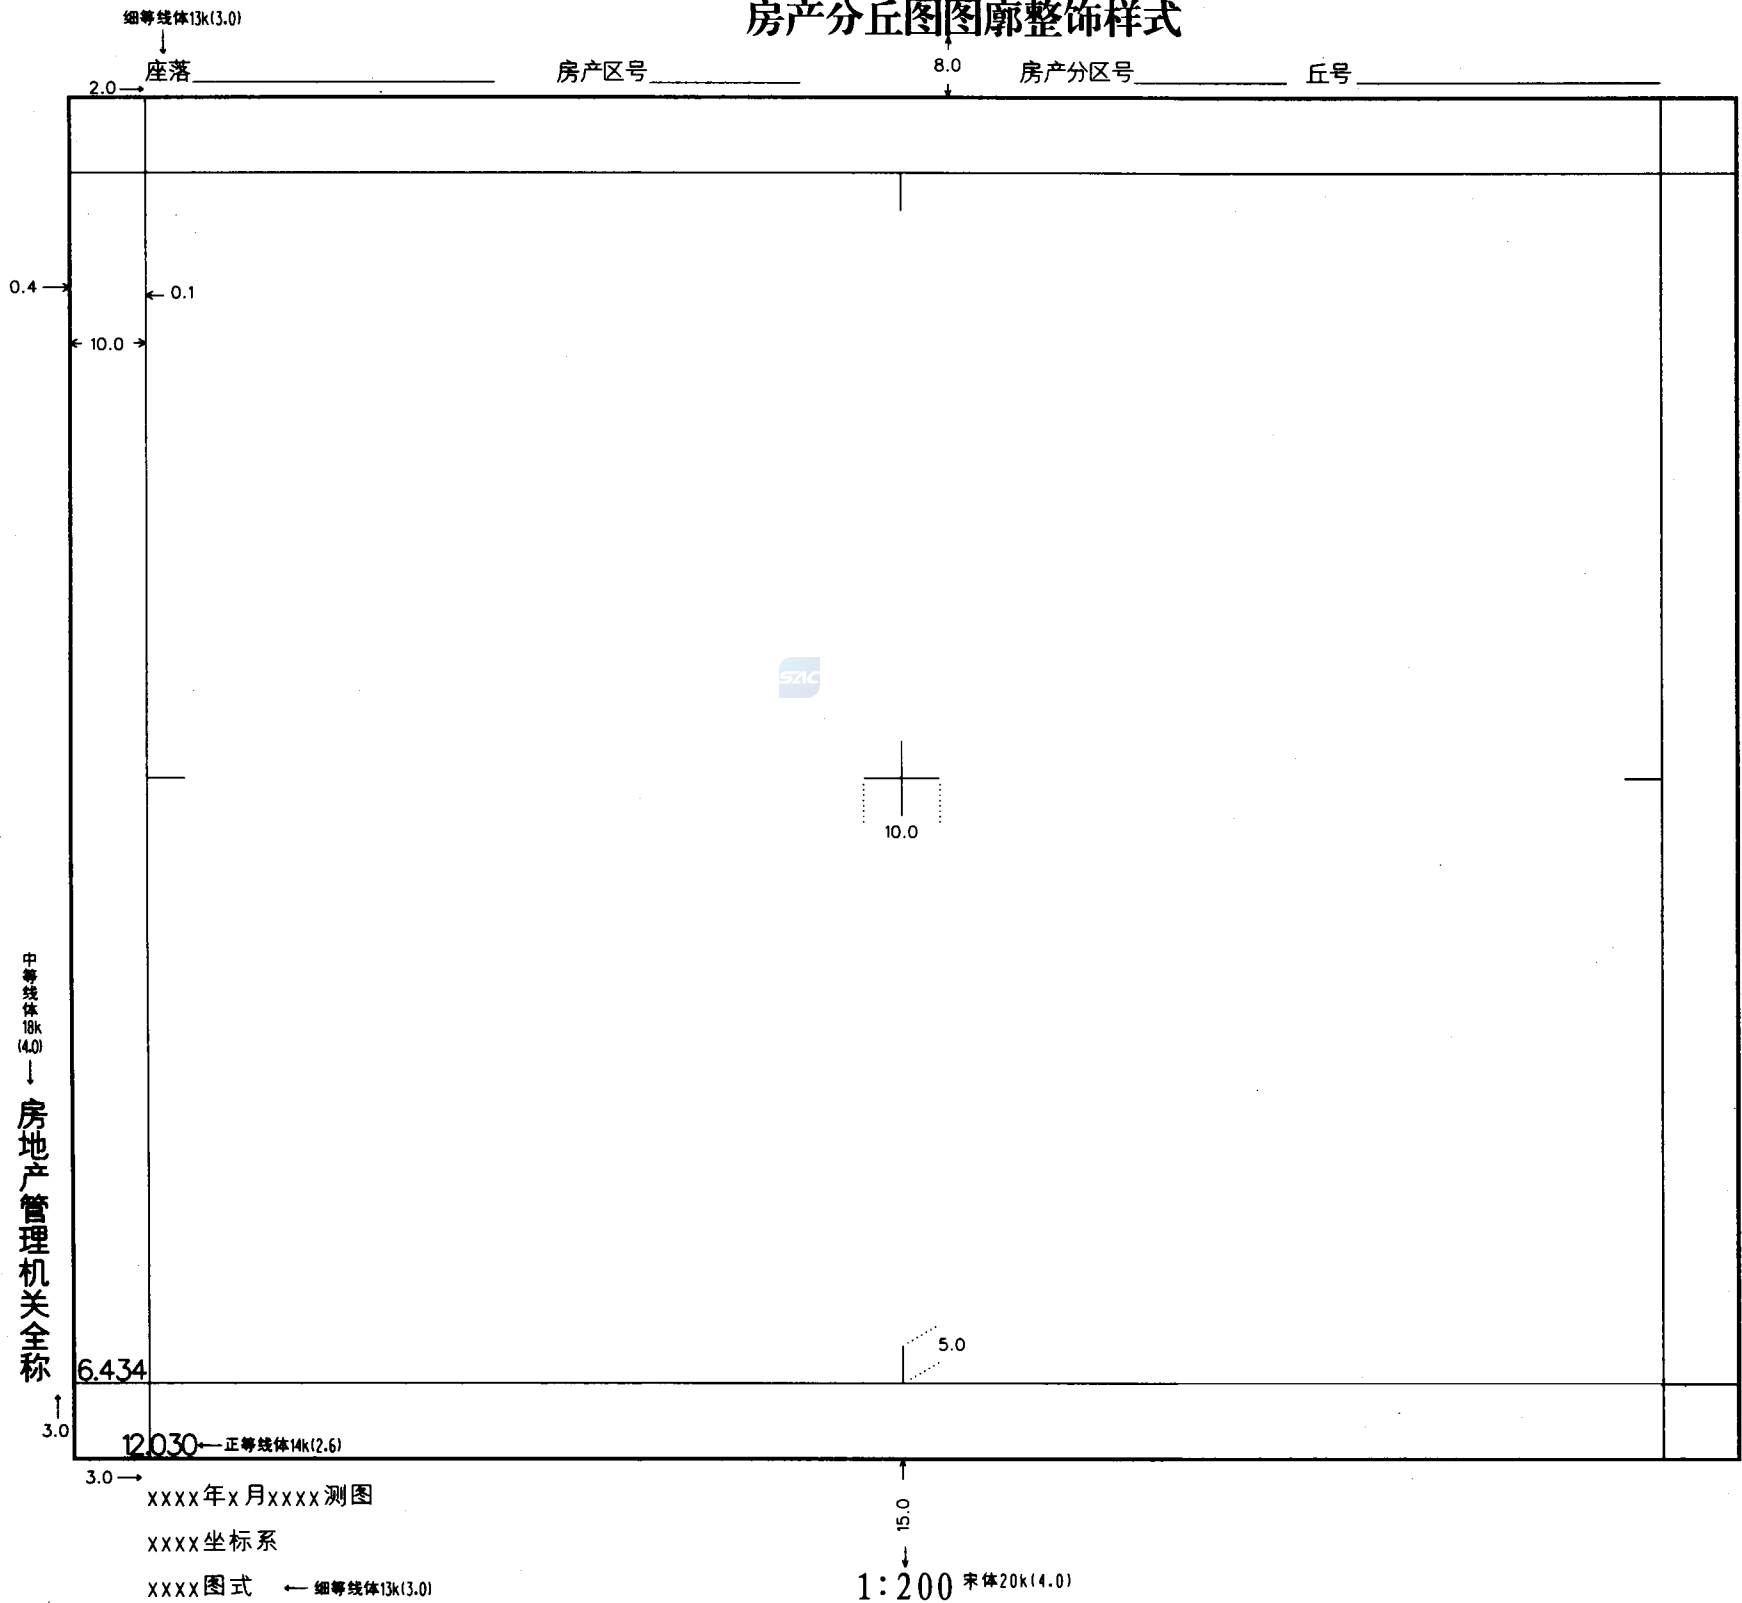 房产分丘图图廓整饰样式
细等线体13k(3.0)
座落 房产区号 8.0 房产分区号 丘号
2.0
0.4
0.1
10.0
SAC
10.0
中等线体18k(4.0)
房地产管理机关全称
5.0
6.434
3.0
12.030 正等线体14k(2.6)
3.0
xxxx年x月xxxx测图
15.0
xxxx坐标系
xxxx图式 细等线体13k(3.0)
1:200 宋体20k(4.0)